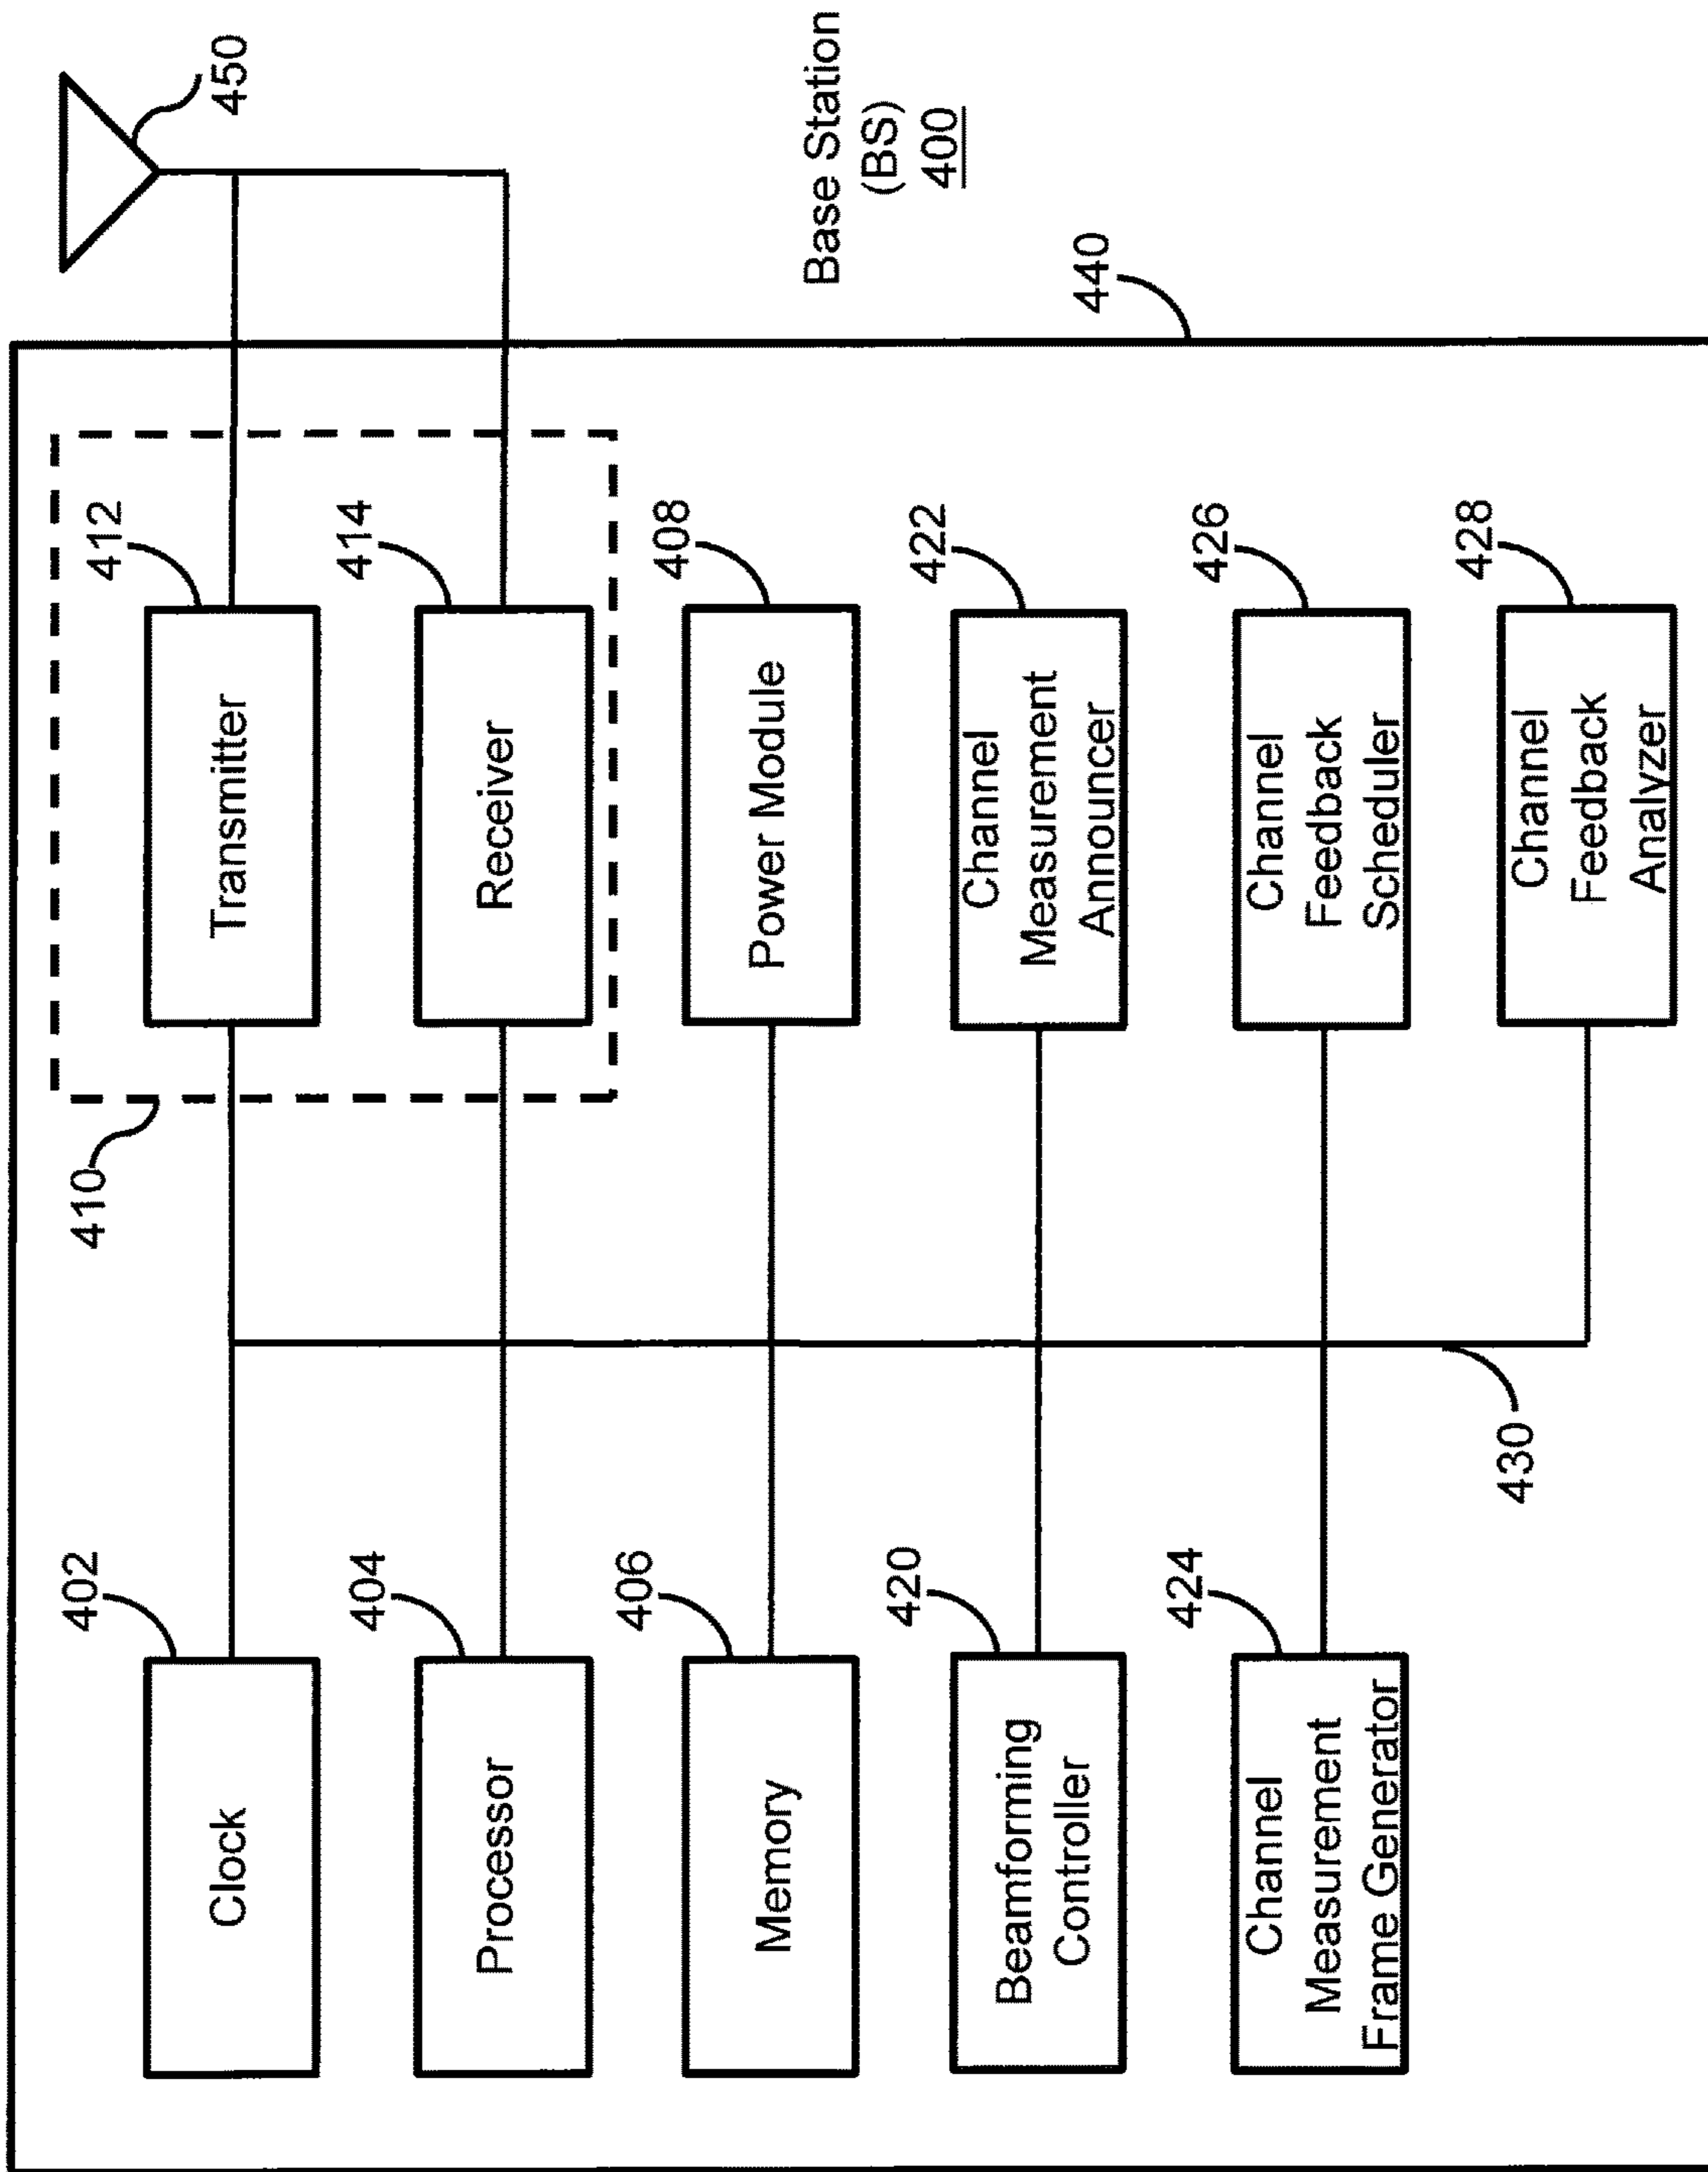 450
Base Station
(BS)
400
440
412
Transmitter
414
Receiver
410
408
Power Module
422
Channel
Measurement
Announcer
426
Channel
Feedback
Scheduler
428
Channel
Feedback
Analyzer
430
402
Clock
404
Processor
406
Memory
420
Beamforming
Controller
424
Channel
Measurement
Frame Generator